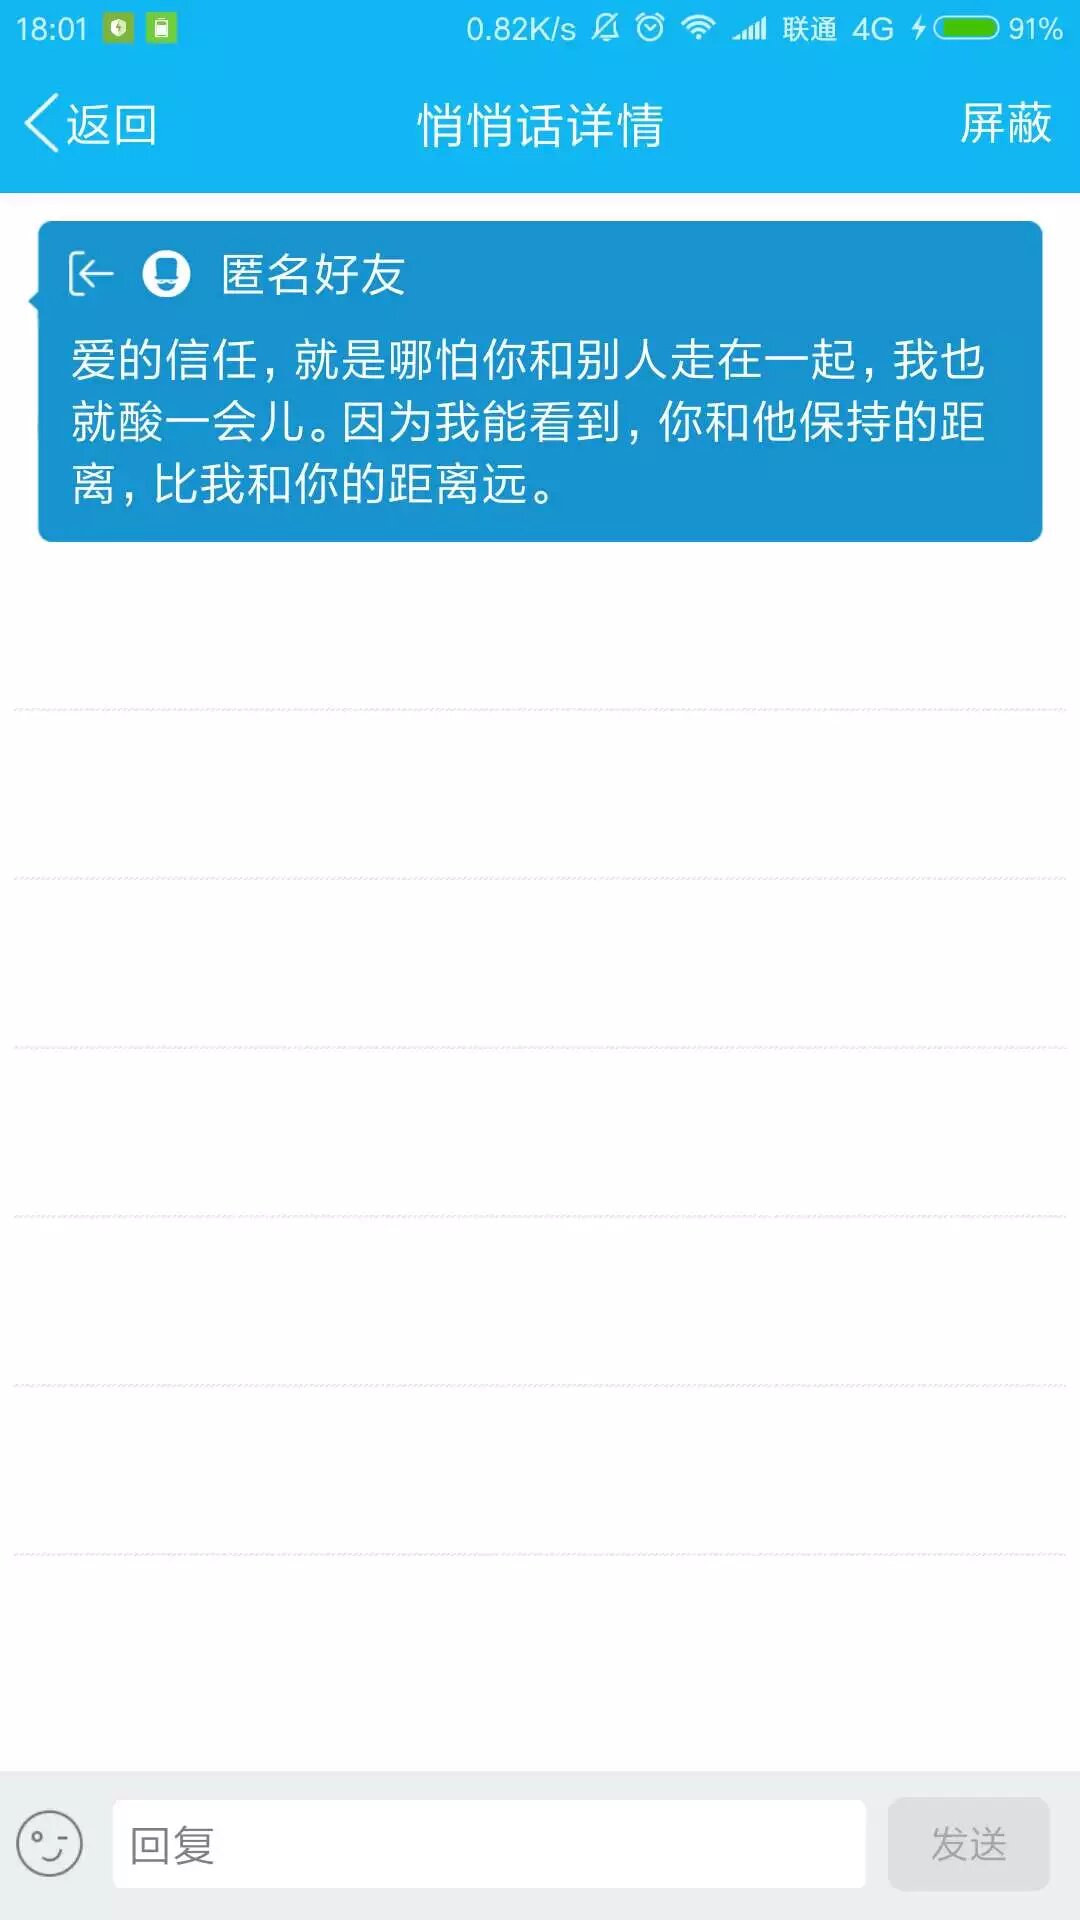 18:01 0.82K/s 联通 4G 91%
返回 悄悄话详情 屏蔽
匿名好友
爱的信任，就是哪怕你和别人走在一起，我也
就酸一会儿。因为我能看到，你和他保持的距
离，比我和你的距离远。
回复 发送